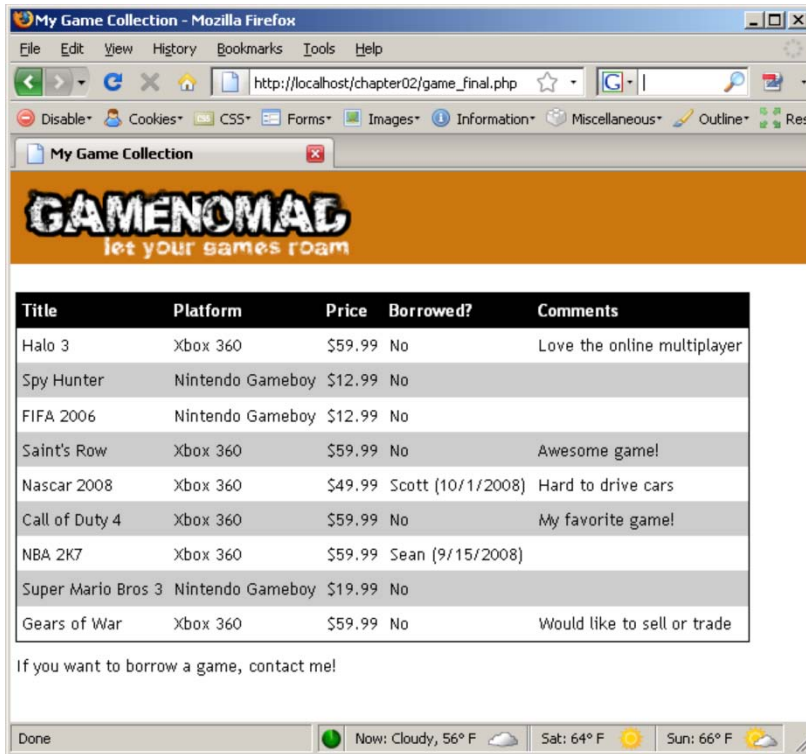 My Game Collection - Mozilla Firefox
File Edit View History Bookmarks Tools Help
http://localhost/chapter02/game_final.php G
Disable Cookies CSS Forms Images Information Miscellaneous Outline Res
My Game Collection
GAMENOMAD
let your games roam
Title Platform Price Borrowed? Comments
Halo 3 Xbox 360 $59.99 No Love the online multiplayer
Spy Hunter Nintendo Gameboy $12.99 No
FIFA 2006 Nintendo Gameboy $12.99 No
Saint's Row Xbox 360 $59.99 No Awesome game!
Nascar 2008 Xbox 360 $49.99 Scott (10/1/2008) Hard to drive cars
Call of Duty 4 Xbox 360 $59.99 No My favorite game!
NBA 2K7 Xbox 360 $59.99 Sean (9/15/2008)
Super Mario Bros 3 Nintendo Gameboy $19.99 No
Gears of War Xbox 360 $59.99 No Would like to sell or trade
If you want to borrow a game, contact me!
Done Now: Cloudy, 56° F Sat: 64° F Sun: 66° F